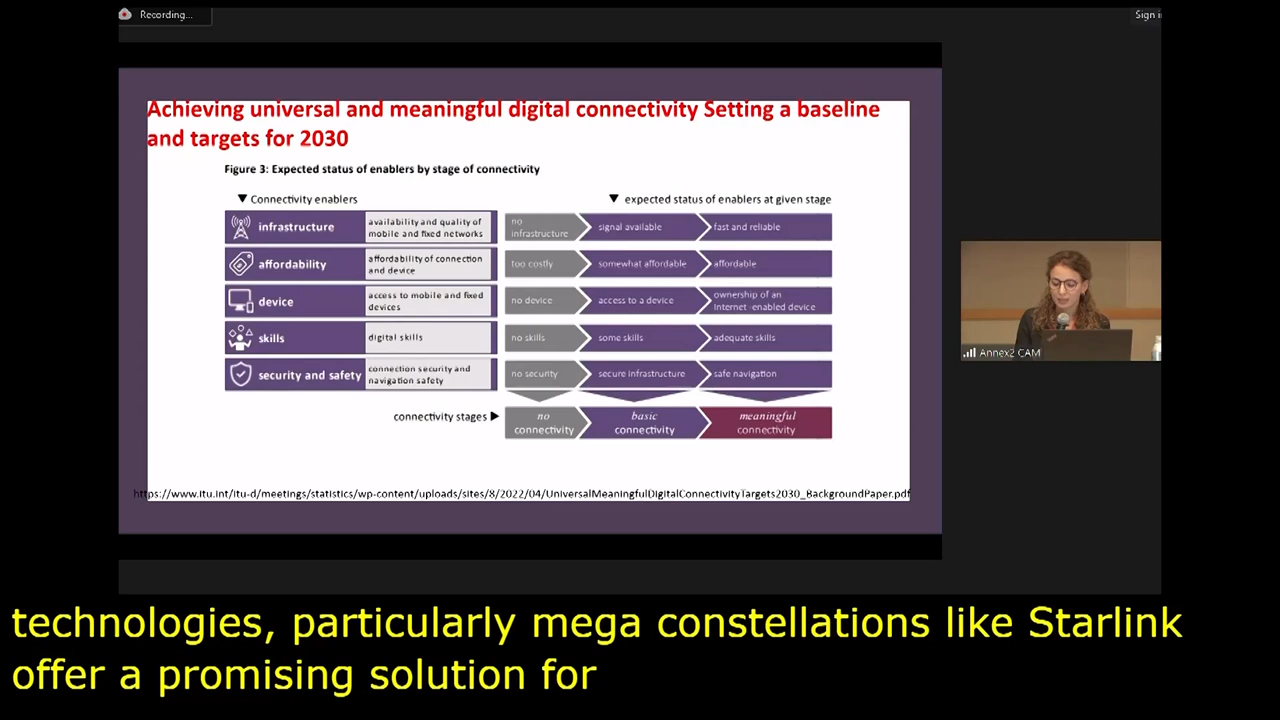 Recording...
Sign i
Achieving universal and meaningful digital connectivity Setting a baseline
and targets for 2030
Figure 3: Expected status of enablers by stage of connectivity
▼ Connectivity enablers
▼ expected status of enablers at given stage
infrastructure
availability and quality of
mobile and fixed networks
no
infrastructure
signal available
fast and reliable
affordability
affordability of connection
and device
too costly
somewhat affordable
affordable
device
access to mobile and fixed
devices
no device
access to a device
ownership of an
Internet -enabled device
skills
digital skills
no skills
some skills
adequate skills
security and safety
connection security and
navigation safety
no security
secure infrastructure
safe navigation
connectivity stages ▶
no
connectivity
basic
connectivity
meaningful
connectivity
https://www.itu.int/itu-d/meetings/statistics/wp-content/uploads/sites/8/2022/04/UniversalMeaningfulDigitalConnectivityTargets2030_BackgroundPaper.pdf
Annex2 CAM
technologies, particularly mega constellations like Starlink
offer a promising solution for